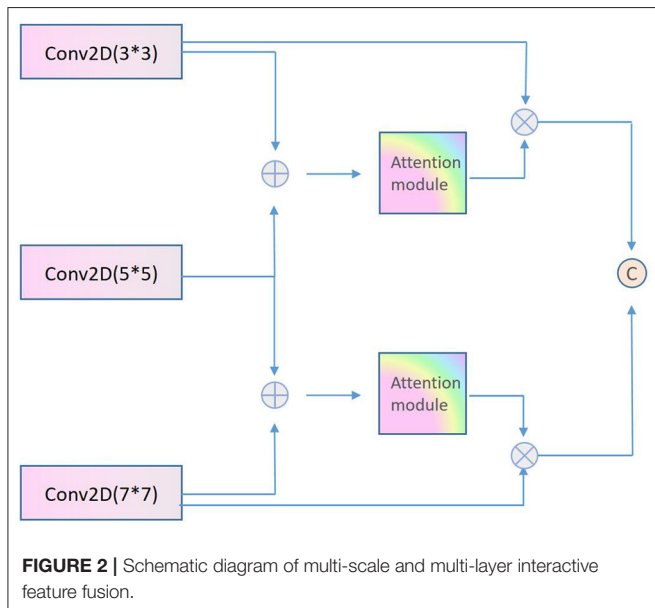 Conv2D(3*3)
Attention
module
Conv2D(5*5)
C
Attention
module
Conv2D(7*7)
FIGURE 2 | Schematic diagram of multi-scale and multi-layer interactive
feature fusion.